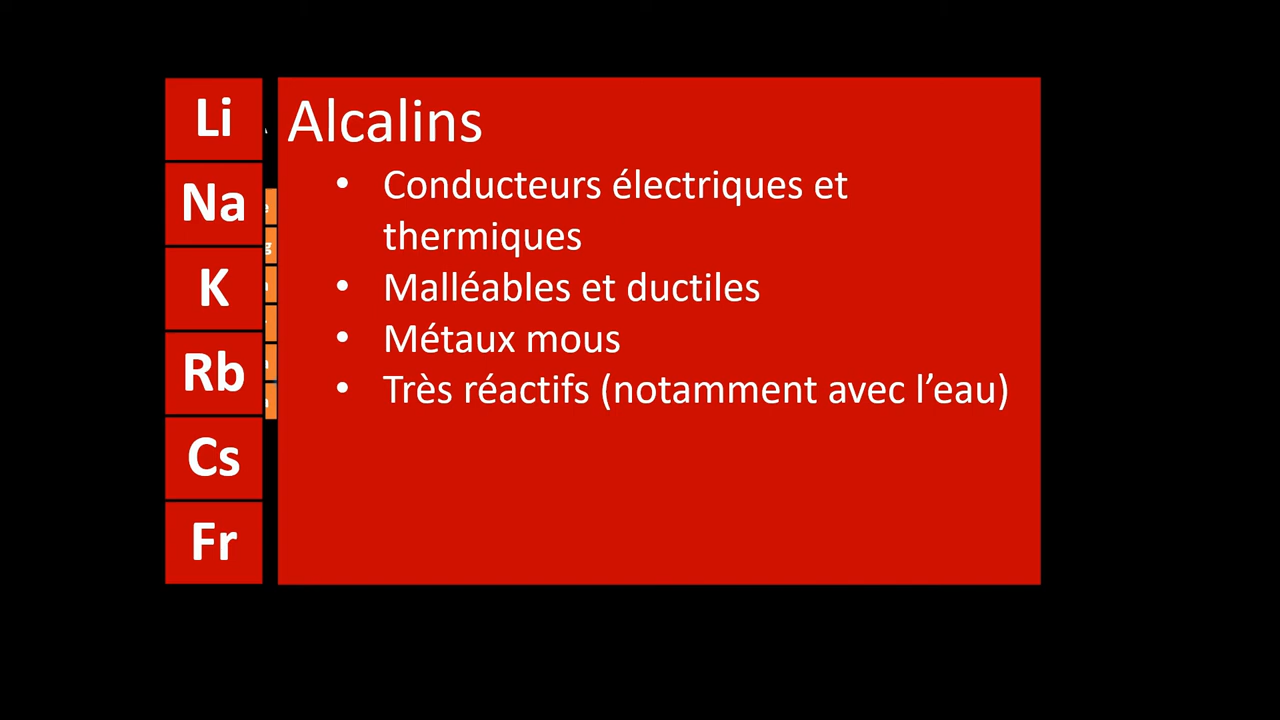 Li
Na
K
Rb
Cs
Fr
Alcalins
• Conducteurs électriques et
thermiques
• Malléables et ductiles
• Métaux mous
• Très réactifs (notamment avec l’eau)